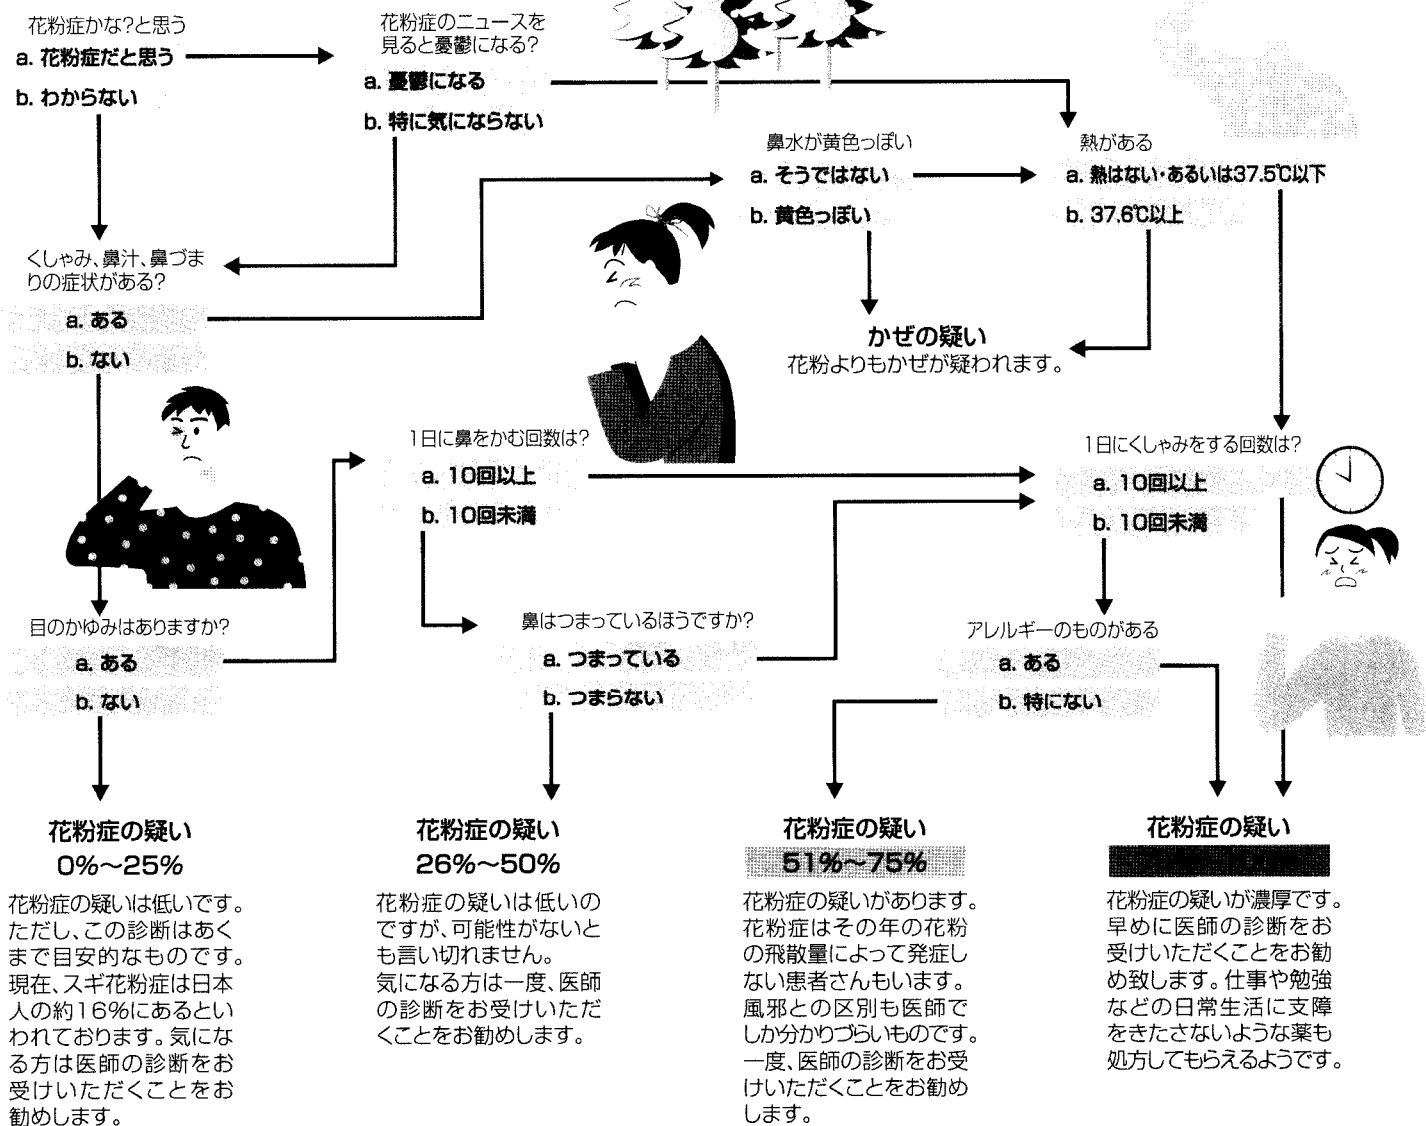 花粉症かな?と思う
a. 花粉症だと思う
b. わからない
花粉症のニュースを
見ると憂鬱になる?
a. 憂鬱になる
b. 特に気にならない
鼻水が黄色っぽい
a. そうではない
b. 黄色っぽい
熱がある
a. 熱はない・あるいは37.5℃以下
b. 37.6℃以上
くしゃみ、鼻汁、鼻づま
りの症状がある?
a. ある
b. ない
かぜの疑い
花粉よりもかぜが疑われます。
1日に鼻をかむ回数は?
a. 10回以上
b. 10回未満
1日にくしゃみをする回数は?
a. 10回以上
b. 10回未満
目のかゆみはありますか?
a. ある
b. ない
鼻はつまっているほうですか?
a. つまっている
b. つまらない
アレルギーのものがある
a. ある
b. 特にない
花粉症の疑い
0%～25%
花粉症の疑いは低いです。
ただし、この診断はあく
まで目安的なものです。
現在、スギ花粉症は日本
人の約16%にあるとい
われております。気にな
る方は医師の診断をお
受けいただくことをお
勧めします。
花粉症の疑い
26%～50%
花粉症の疑いは低いの
ですが、可能性がないと
も言い切れません。
気になる方は一度、医師
の診断をお受けいただ
くことをお勧めします。
花粉症の疑い
51%～75%
花粉症の疑いがあります。
花粉症はその年の花粉
の飛散量によって発症し
ない患者さんもいます。
風邪との区別も医師で
しか分かりづらいものです。
一度、医師の診断をお受
けいただくことをお勧め
します。
花粉症の疑い
花粉症の疑いが濃厚です。
早めに医師の診断をお
受けいただくことをお勧
め致します。仕事や勉強
などの日常生活に支障
をきたさないような薬も
処方してもらえるようです。